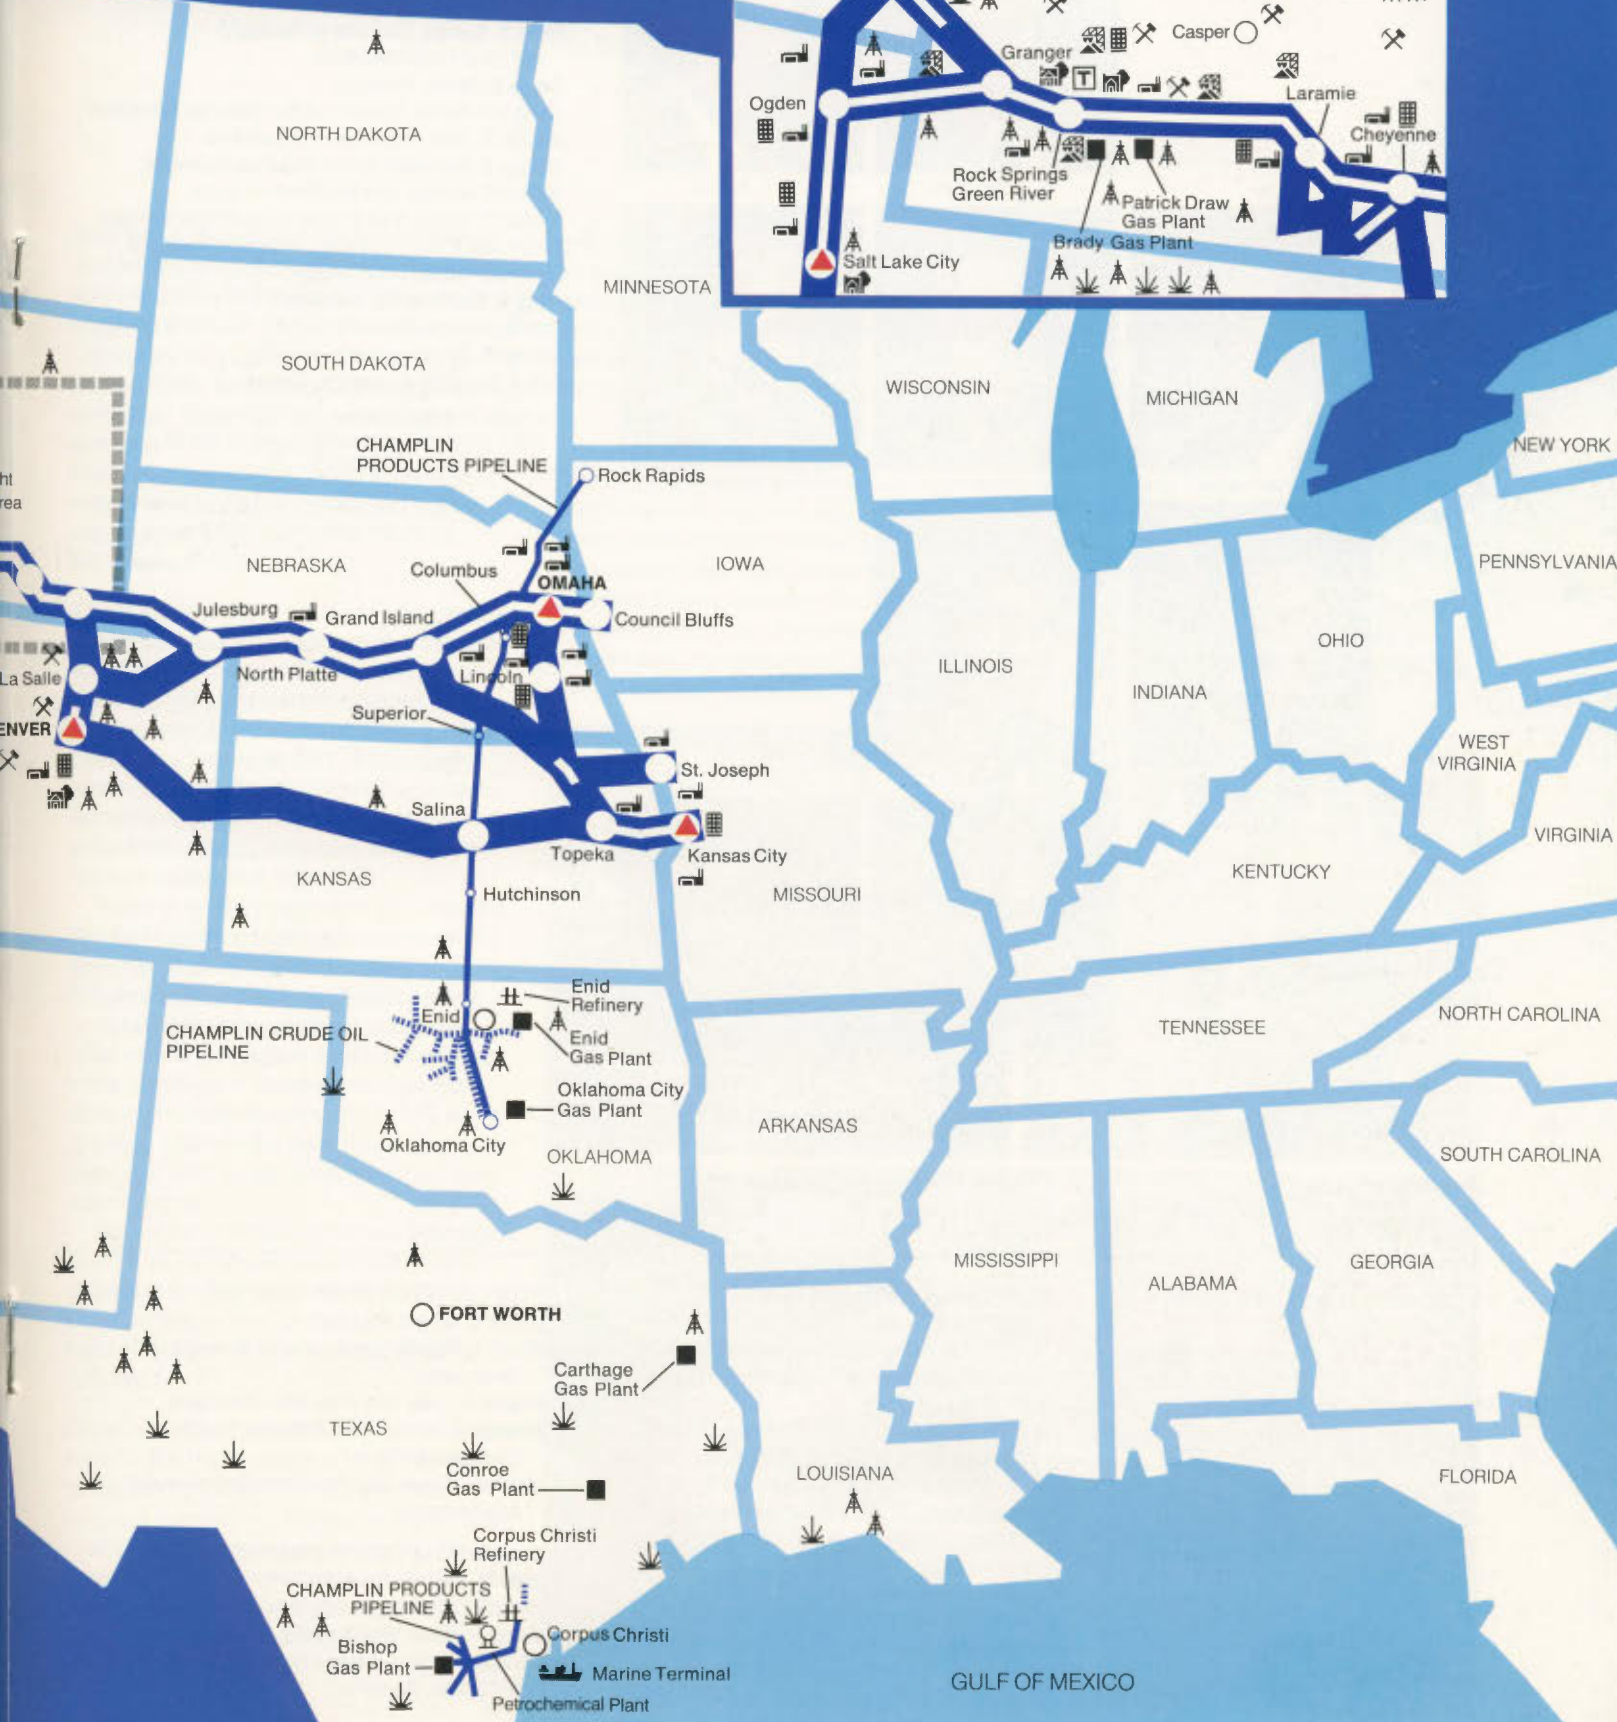 Casper
Granger
Ogden
Laramie
Cheyenne
T
Rock Springs
Green River
Patrick Draw
Gas Plant
Brady Gas Plant
Salt Lake City
NORTH DAKOTA
MINNESOTA
SOUTH DAKOTA
WISCONSIN
MICHIGAN
NEW YORK
CHAMPLIN
PRODUCTS PIPELINE
Rock Rapids
ht
rea
NEBRASKA
Columbus
OMAHA
IOWA
PENNSYLVANIA
Julesburg
Grand Island
Council Bluffs
OHIO
La Salle
North Platte
Lincoln
ILLINOIS
INDIANA
Superior
ENVER
WEST
VIRGINIA
St. Joseph
Salina
Topeka
Kansas City
VIRGINIA
KANSAS
Hutchinson
MISSOURI
KENTUCKY
Enid
Refinery
Enid
CHAMPLIN CRUDE OIL
PIPELINE
Enid
Gas Plant
TENNESSEE
NORTH CAROLINA
Oklahoma City
Gas Plant
Oklahoma City
OKLAHOMA
ARKANSAS
SOUTH CAROLINA
MISSISSIPPI
ALABAMA
GEORGIA
FORT WORTH
Carthage
Gas Plant
TEXAS
Conroe
Gas Plant
LOUISIANA
FLORIDA
Corpus Christi
Refinery
CHAMPLIN PRODUCTS
PIPELINE
Bishop
Gas Plant
Corpus Christi
Marine Terminal
Petrochemical Plant
GULF OF MEXICO